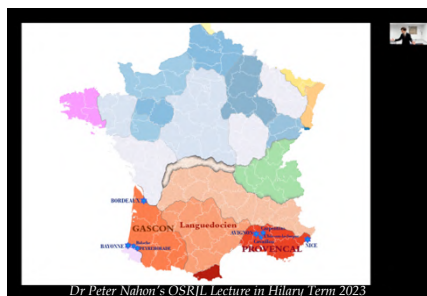 BORDEAUX
GASCON
Languedocien
AVIGNON
NICE
BAYONNE
PROVENÇAL
Dr Peter Nahon's OSRJL Lecture in Hilary Term 2023